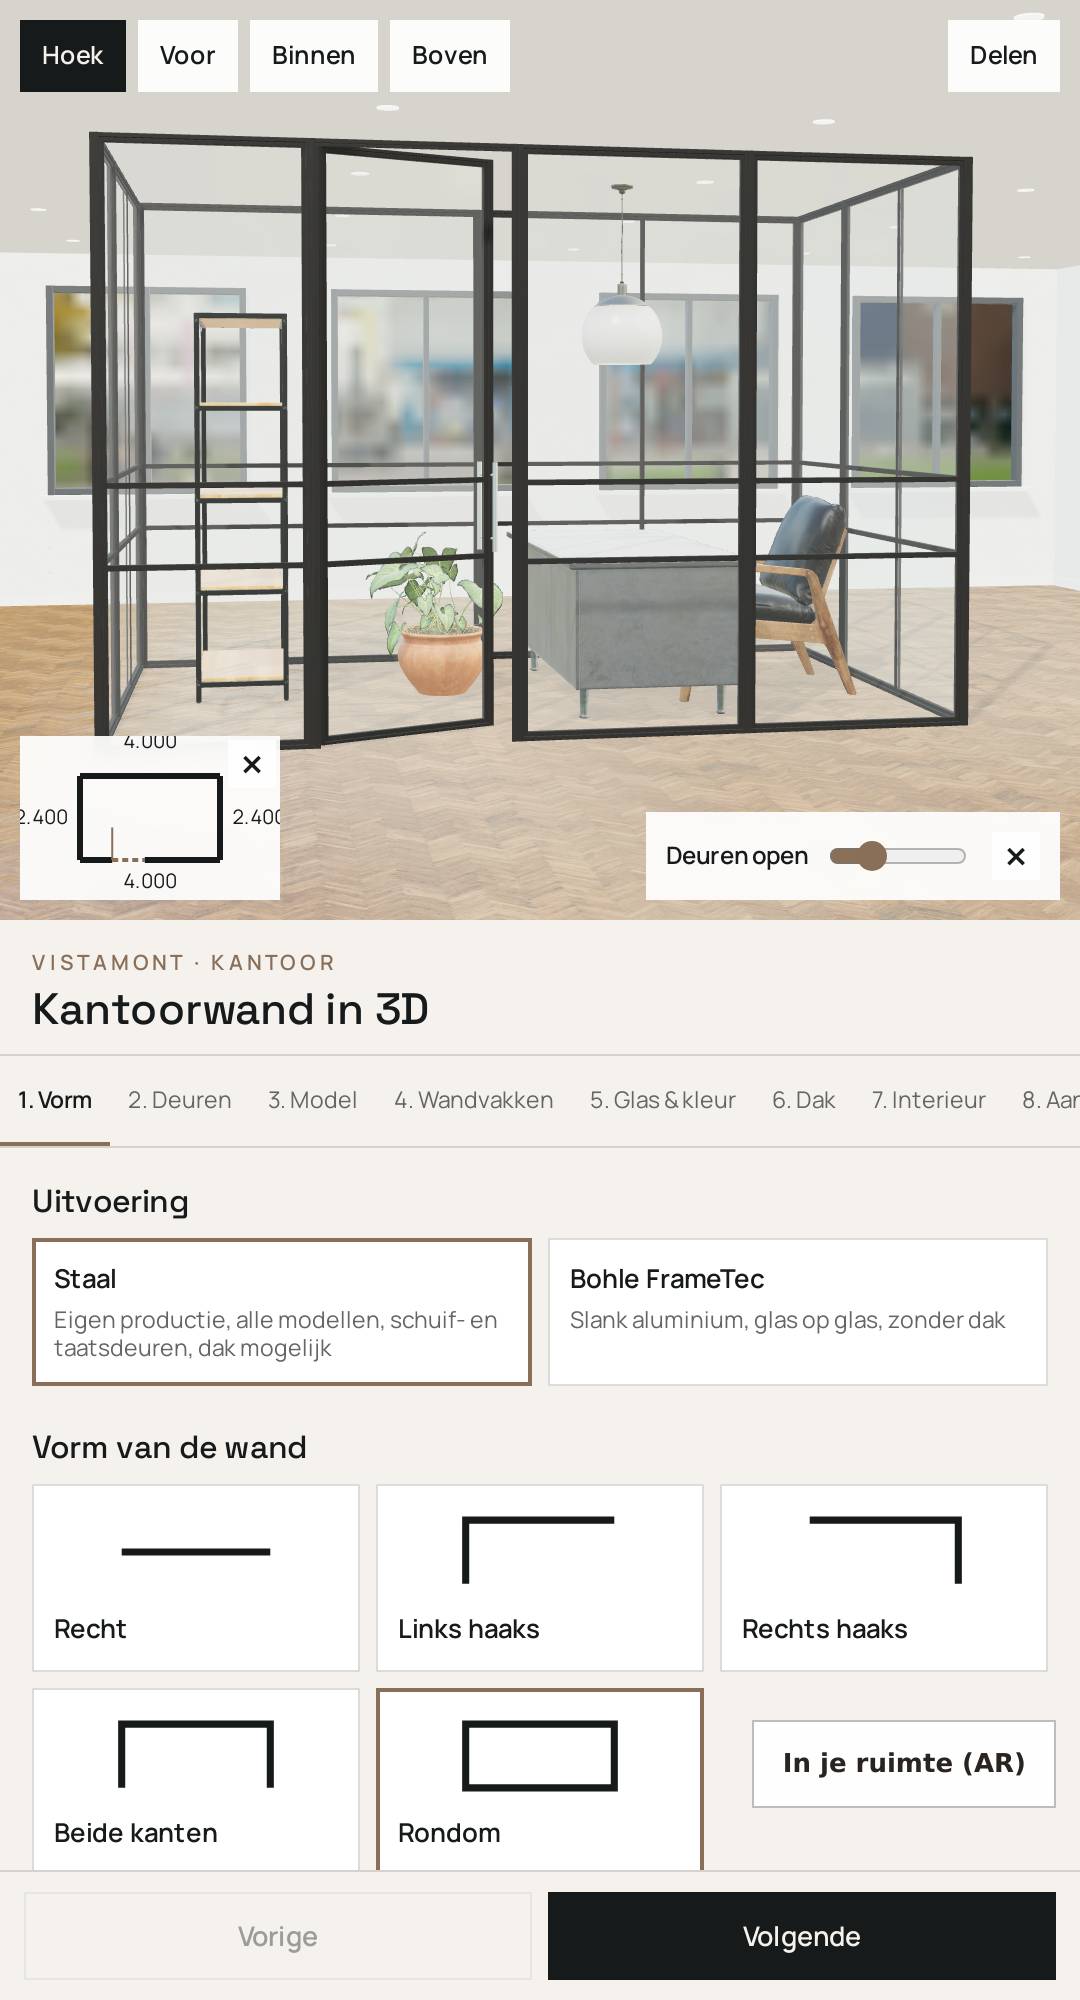 Hoek
Voor
Binnen
Boven
Delen
4.000
2.400
2.400
4.000
Deuren open
VISTAMONT · KANTOOR
Kantoorwand in 3D
1. Vorm
2. Deuren
3. Model
4. Wandvakken
5. Glas & kleur
6. Dak
7. Interieur
8. Aan
Uitvoering
Staal
Eigen productie, alle modellen, schuif- en
taatsdeuren, dak mogelijk
Bohle FrameTec
Slank aluminium, glas op glas, zonder dak
Vorm van de wand
Recht
Links haaks
Rechts haaks
Beide kanten
Rondom
In je ruimte (AR)
Vorige
Volgende